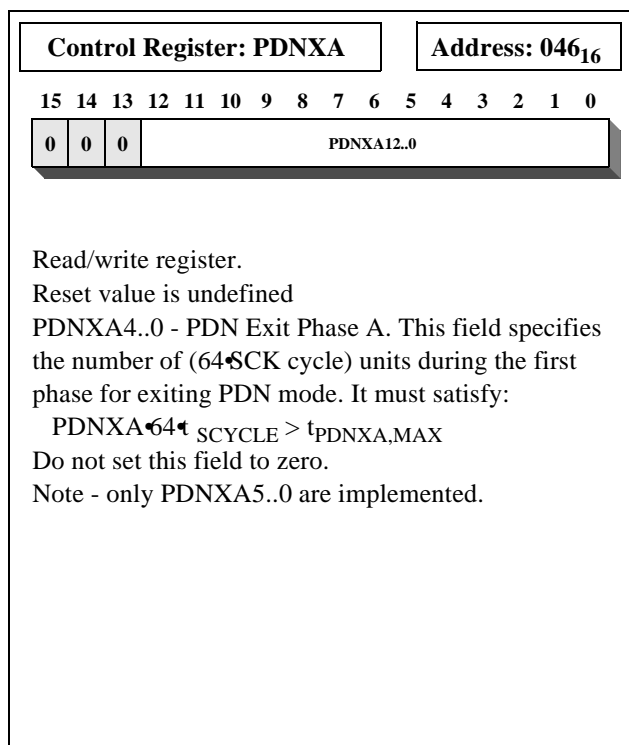 Control Register: PDNXA Address: 046₁₆
15 14 13 12 11 10 9 8 7 6 5 4 3 2 1 0
0 0 0 PDNXA12..0
Read/write register.
Reset value is undefined
PDNXA4..0 - PDN Exit Phase A. This field specifies
the number of (64•SCK cycle) units during the first
phase for exiting PDN mode. It must satisfy:
PDNXA•64•t SCYCLE > tPDNXA,MAX
Do not set this field to zero.
Note - only PDNXA5..0 are implemented.